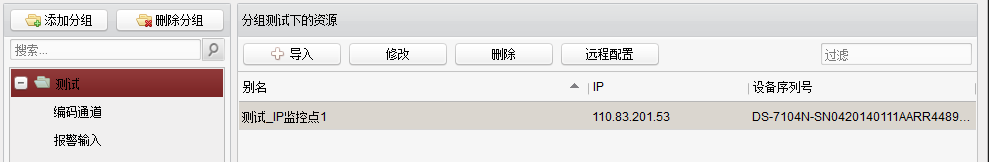 添加分组 删除分组
搜索...
测试
编码通道
报警输入
分组测试下的资源
导入 修改 删除 远程配置 过滤
别名 IP 设备序列号
测试_IP监控点1 110.83.201.53 DS-7104N-SN0420140111AARR4489...